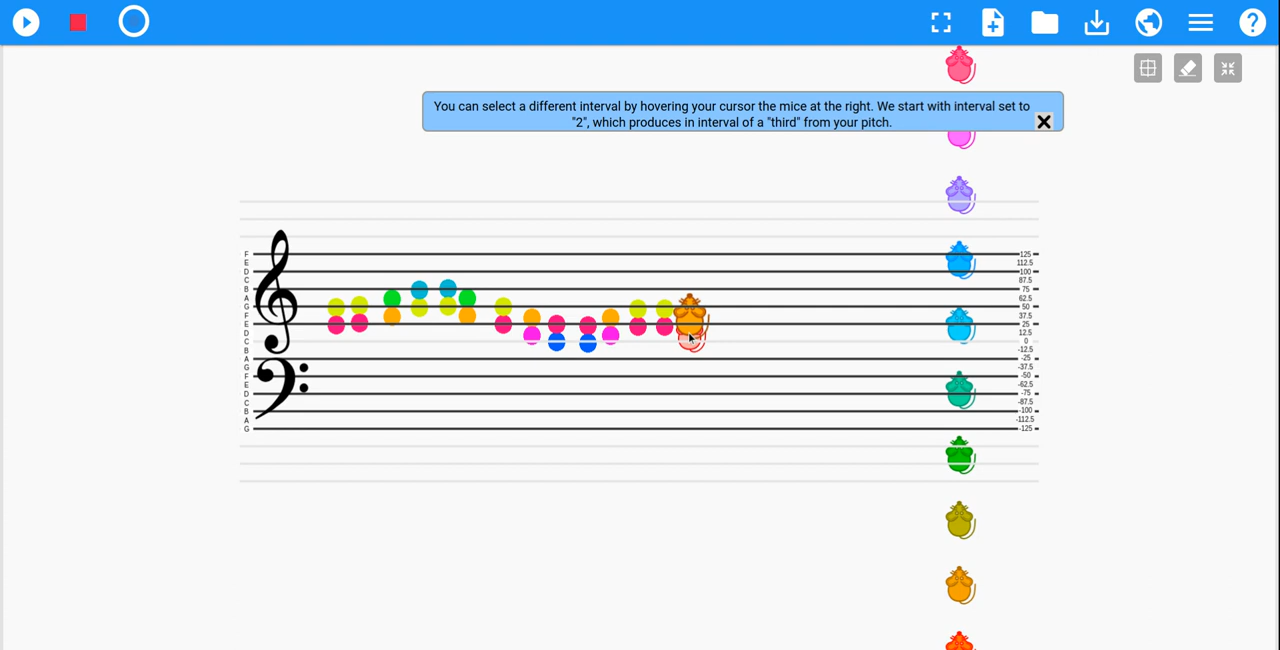 You can select a different interval by hovering your cursor the mice at the right. We start with interval set to
"2", which produces in interval of a "third" from your pitch.
F 125
E 112.5
D 100
C 87.5
B 75
A 62.5
G 50
F 37.5
E 25
D 12.5
C 0
B -12.5
A -25
G -37.5
F -50
E -62.5
D -75
C -87.5
B -100
A -112.5
G -125